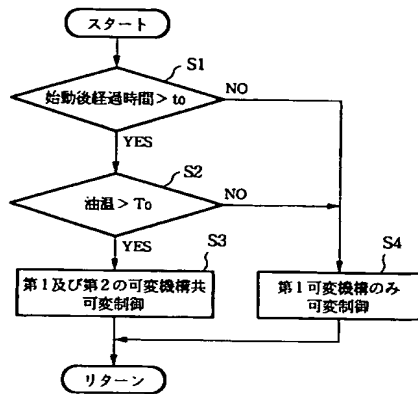 スタート
S1
始動後経過時間 > to
NO
YES
S2
油温 > To
NO
YES
S3
第1及び第2の可変機構共
可変制御
S4
第1可変機構のみ
可変制御
リターン